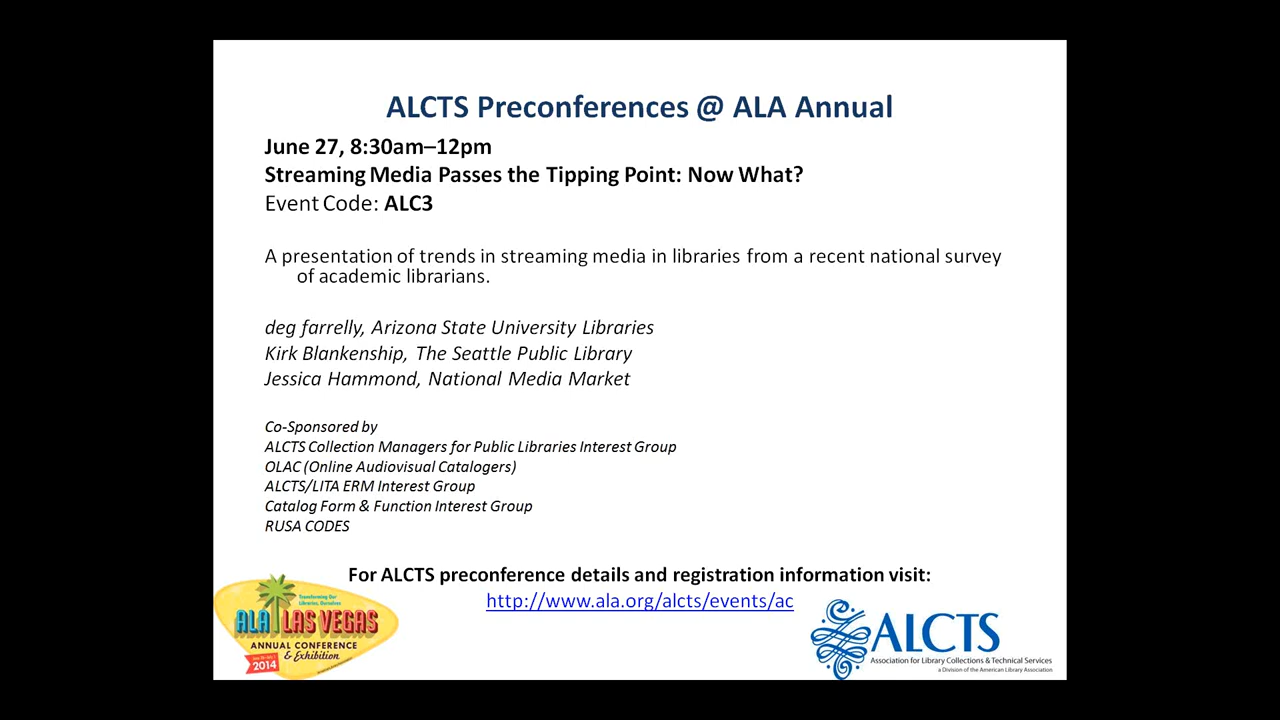 ALCTS Preconferences @ ALA Annual
June 27, 8:30am–12pm
Streaming Media Passes the Tipping Point: Now What?
Event Code: ALC3
A presentation of trends in streaming media in libraries from a recent national survey
of academic librarians.
deg farrelly, Arizona State University Libraries
Kirk Blankenship, The Seattle Public Library
Jessica Hammond, National Media Market
Co-Sponsored by
ALCTS Collection Managers for Public Libraries Interest Group
OLAC (Online Audiovisual Catalogers)
ALCTS/LITA ERM Interest Group
Catalog Form & Function Interest Group
RUSA CODES
For ALCTS preconference details and registration information visit:
http://www.ala.org/alcts/events/ac
Transforming Our
Libraries, Ourselves
ALA LAS VEGAS
ANNUAL CONFERENCE
& Exhibition
2014
ALCTS
Association for Library Collections & Technical Services
a Division of the American Library Association